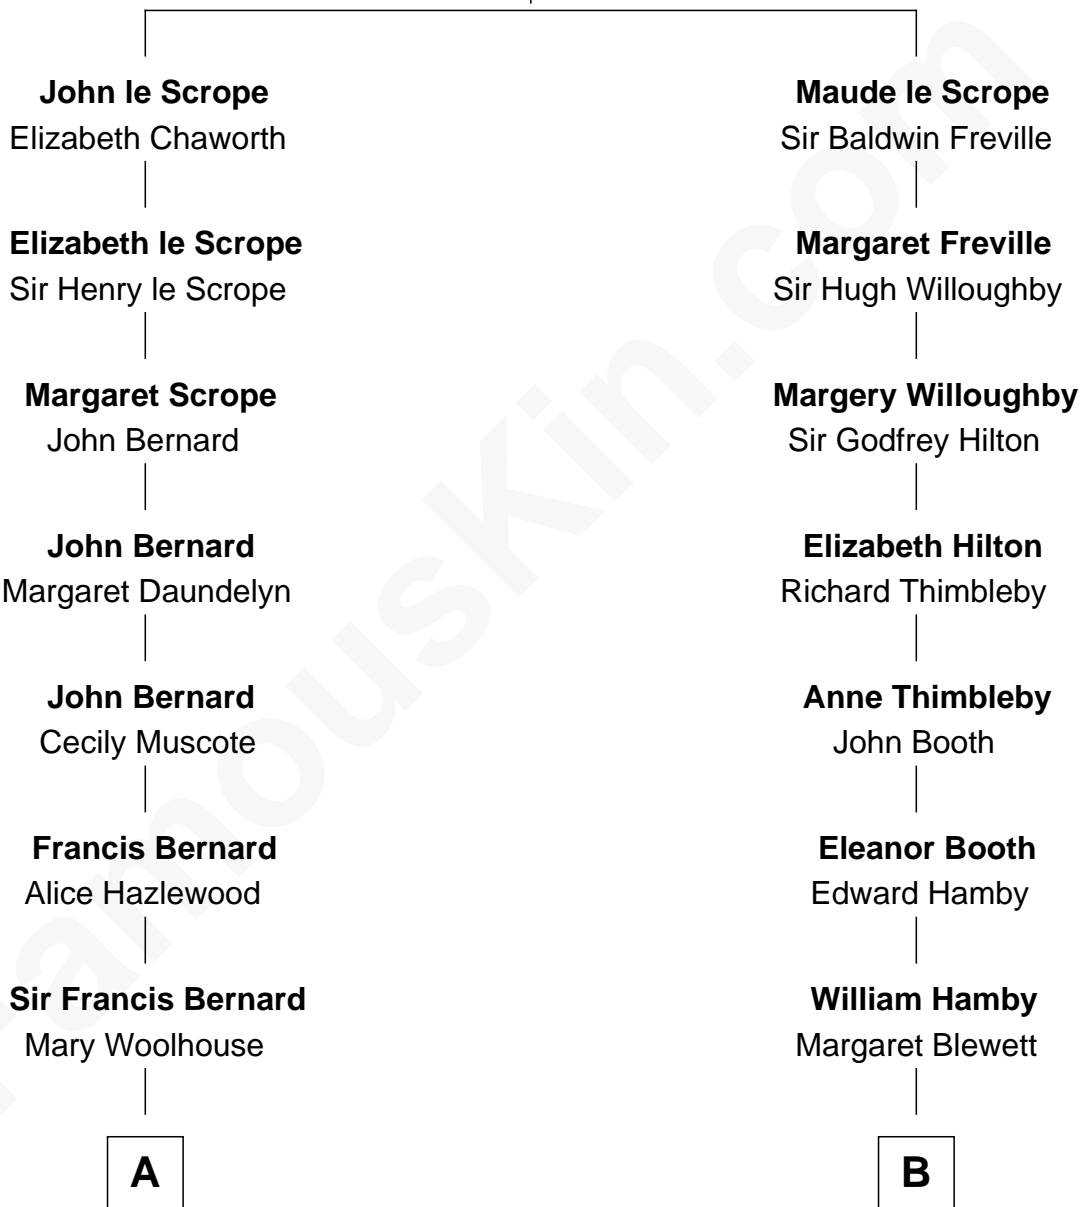 John le Scrope
Elizabeth Chaworth
Elizabeth le Scrope
Sir Henry le Scrope
Margaret Scrope
John Bernard
John Bernard
Margaret Daundelyn
John Bernard
Cecily Muscote
Francis Bernard
Alice Hazlewood
Sir Francis Bernard
Mary Woolhouse
A
Maude le Scrope
Sir Baldwin Freville
Margaret Freville
Sir Hugh Willoughby
Margery Willoughby
Sir Godfrey Hilton
Elizabeth Hilton
Richard Thimbleby
Anne Thimbleby
John Booth
Eleanor Booth
Edward Hamby
William Hamby
Margaret Blewett
B
FamousKin.com